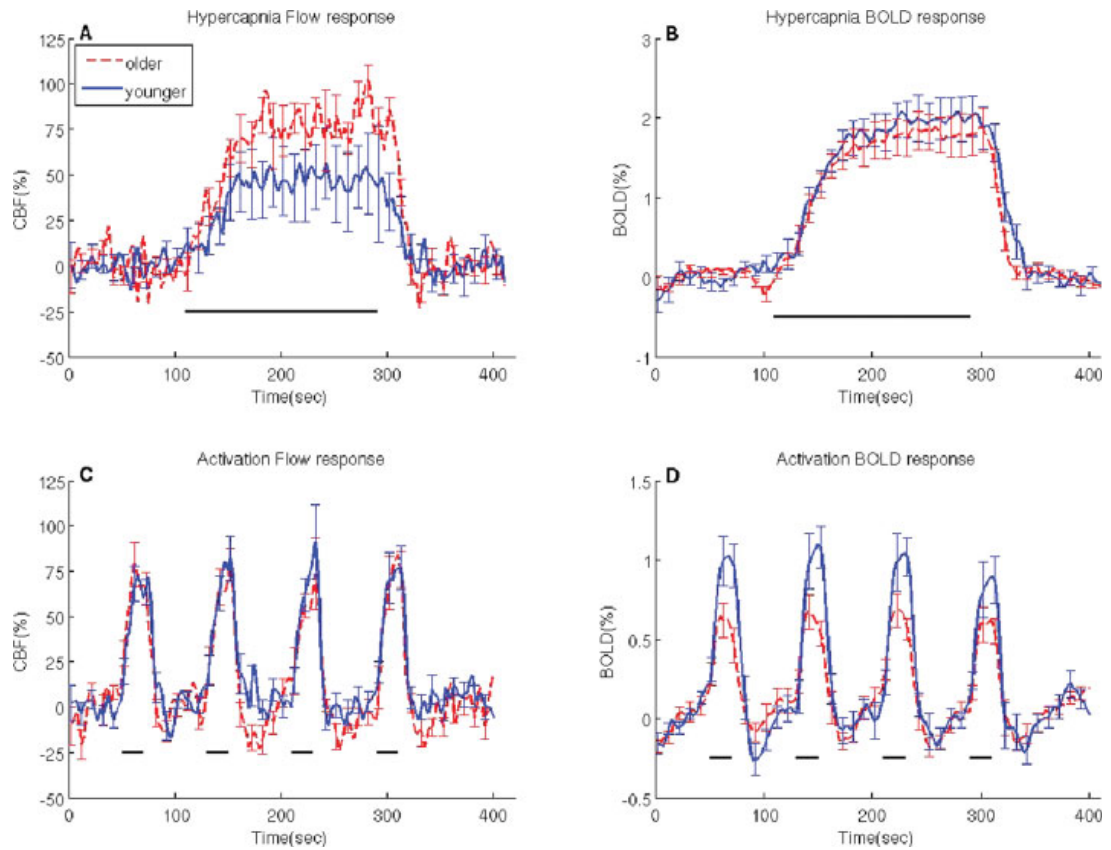 Hypercapnia Flow response
A
125
100
75
50
25
0
-25
-50
CBF(%)
older
younger
0 100 200 300 400
Time(sec)
Hypercapnia BOLD response
B
3
2
1
0
-1
BOLD(%)
0 100 200 300 400
Time(sec)
Activation Flow response
C
125
100
75
50
25
0
-25
-50
CBF(%)
0 100 200 300 400
Time(sec)
Activation BOLD response
D
1.5
1
0.5
0
-0.5
BOLD(%)
0 100 200 300 400
Time(sec)